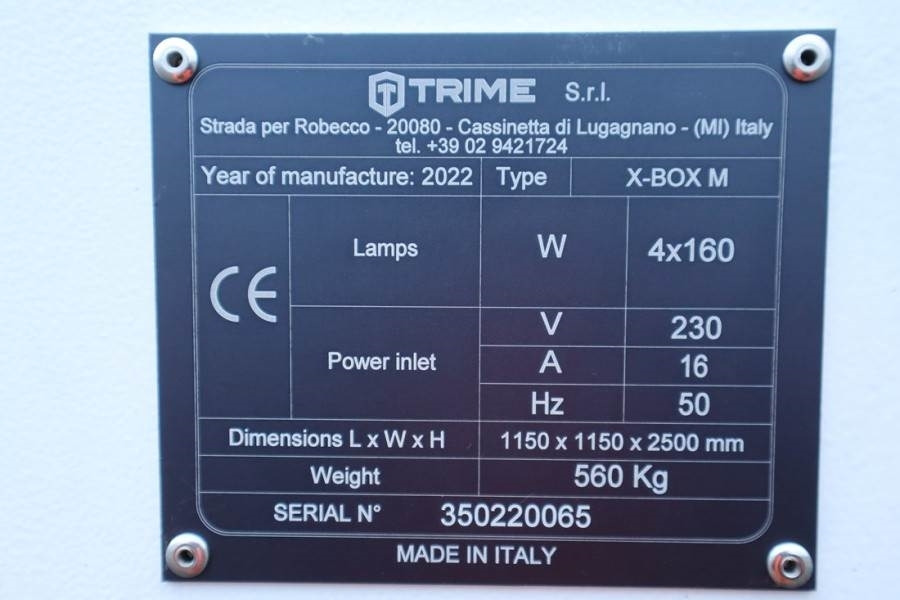 TRIME S.r.l.
Strada per Robecco - 20080 - Cassinetta di Lugagnano - (MI) Italy
tel. +39 02 9421724
Year of manufacture: 2022 Type X-BOX M
CE
Lamps W 4x160
Power inlet
V 230
A 16
Hz 50
Dimensions L x W x H 1150 x 1150 x 2500 mm
Weight 560 Kg
SERIAL N° 350220065
MADE IN ITALY